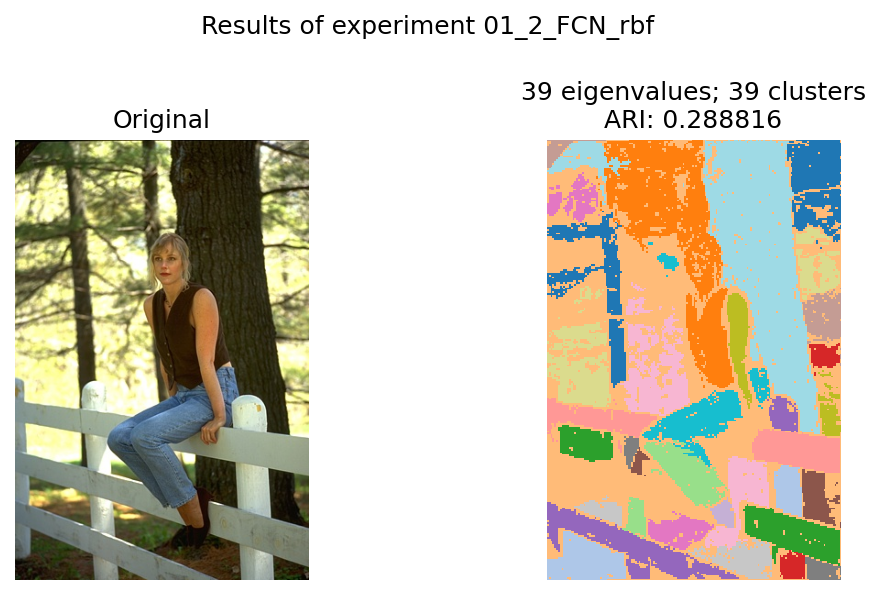 Results of experiment 01_2_FCN_rbf
Original
39 eigenvalues; 39 clusters
ARI: 0.288816